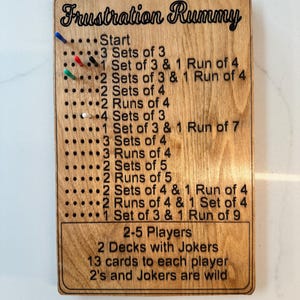 Frustration Rummy
Start
3 Sets of 3
1 Set of 3 & 1 Run of 4
2 Sets of 3 & 1 Run of 4
2 Sets of 4
2 Runs of 4
4 Sets of 3
1 Set of 3 & 1 Run of 7
3 Sets of 4
3 Runs of 4
2 Sets of 5
2 Runs of 5
2 Sets of 4 & 1 Run of 4
2 Runs of 4 & 1 Set of 4
1 Set of 3 & 1 Run of 9
2-5 Players
2 Decks with Jokers
13 cards to each player
2's and Jokers are wild